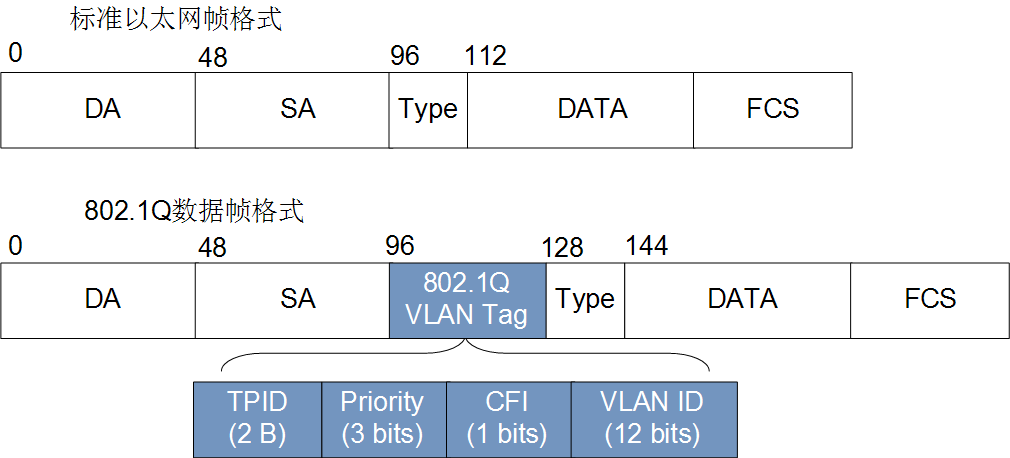 标准以太网帧格式
0 48 96 112
DA SA Type DATA FCS
802.1Q数据帧格式
0 48 96 128 144
DA SA 802.1Q VLAN Tag Type DATA FCS
TPID Priority CFI VLAN ID
(2 B) (3 bits) (1 bits) (12 bits)